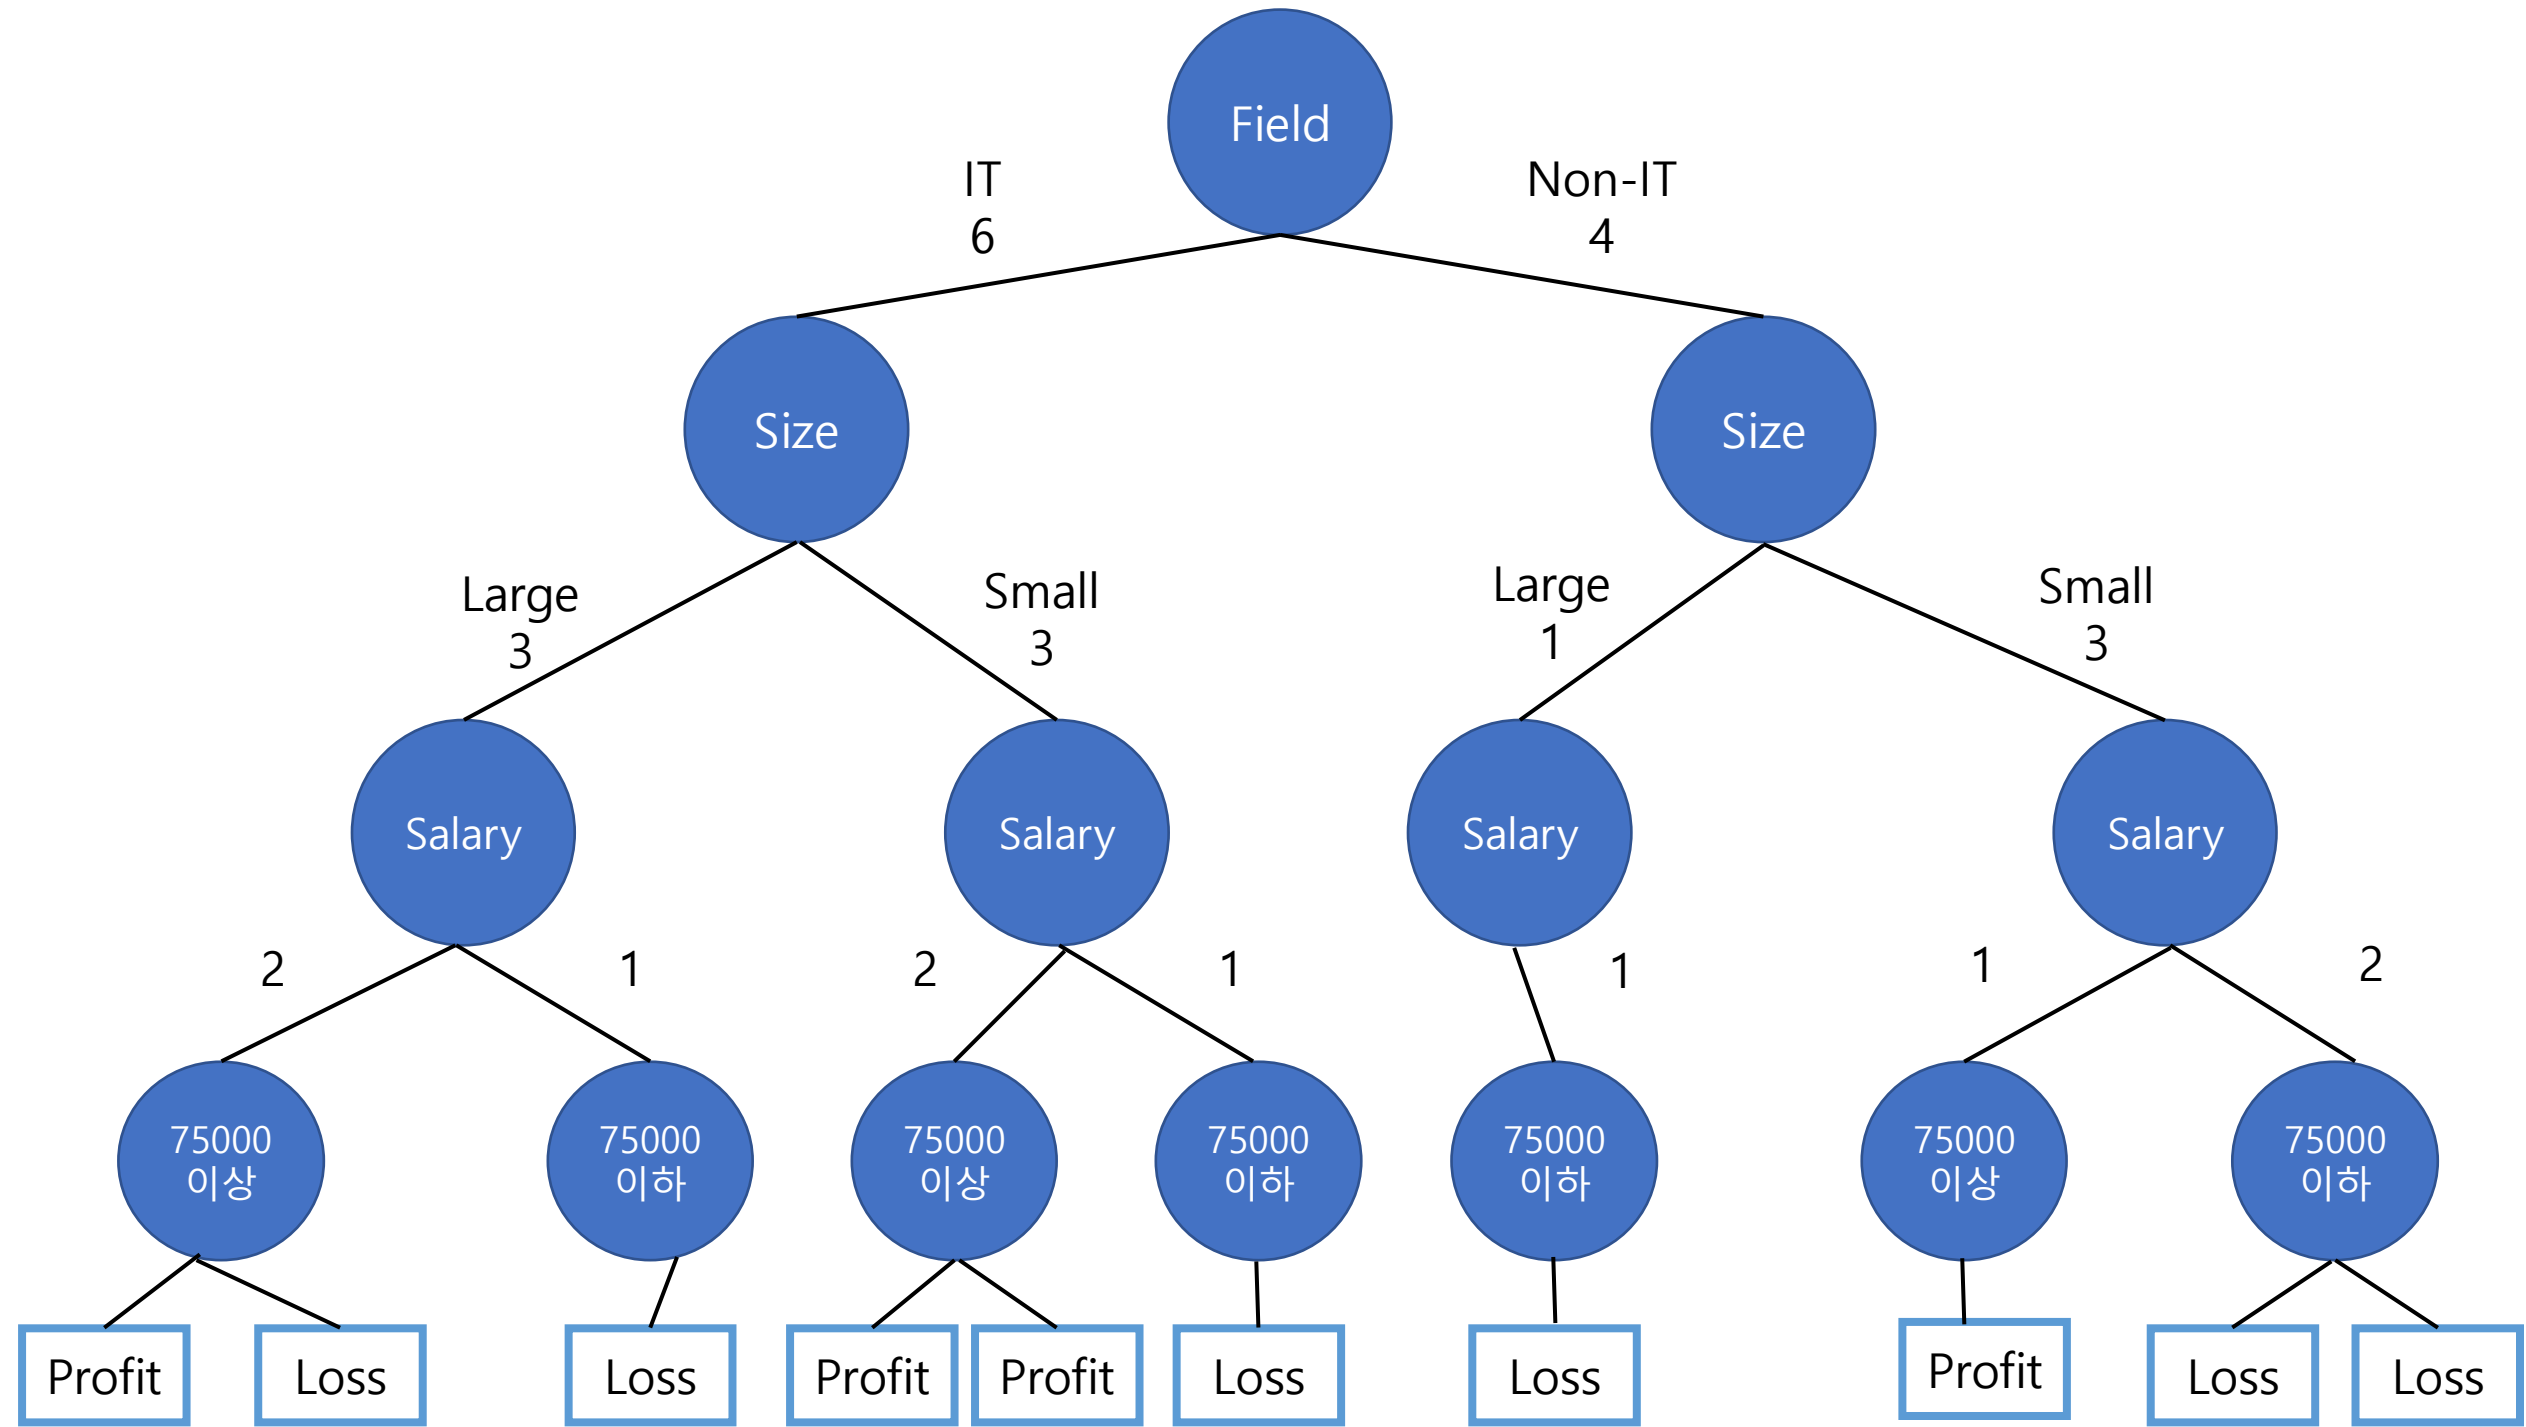 Field
IT
6
Non-IT
4
Size
Size
Large
3
Small
3
Large
1
Small
3
Salary
Salary
Salary
Salary
2
1
2
1
1
1
2
75000
이상
75000
이하
75000
이상
75000
이하
75000
이하
75000
이상
75000
이하
Profit
Loss
Loss
Profit
Profit
Loss
Loss
Profit
Loss
Loss